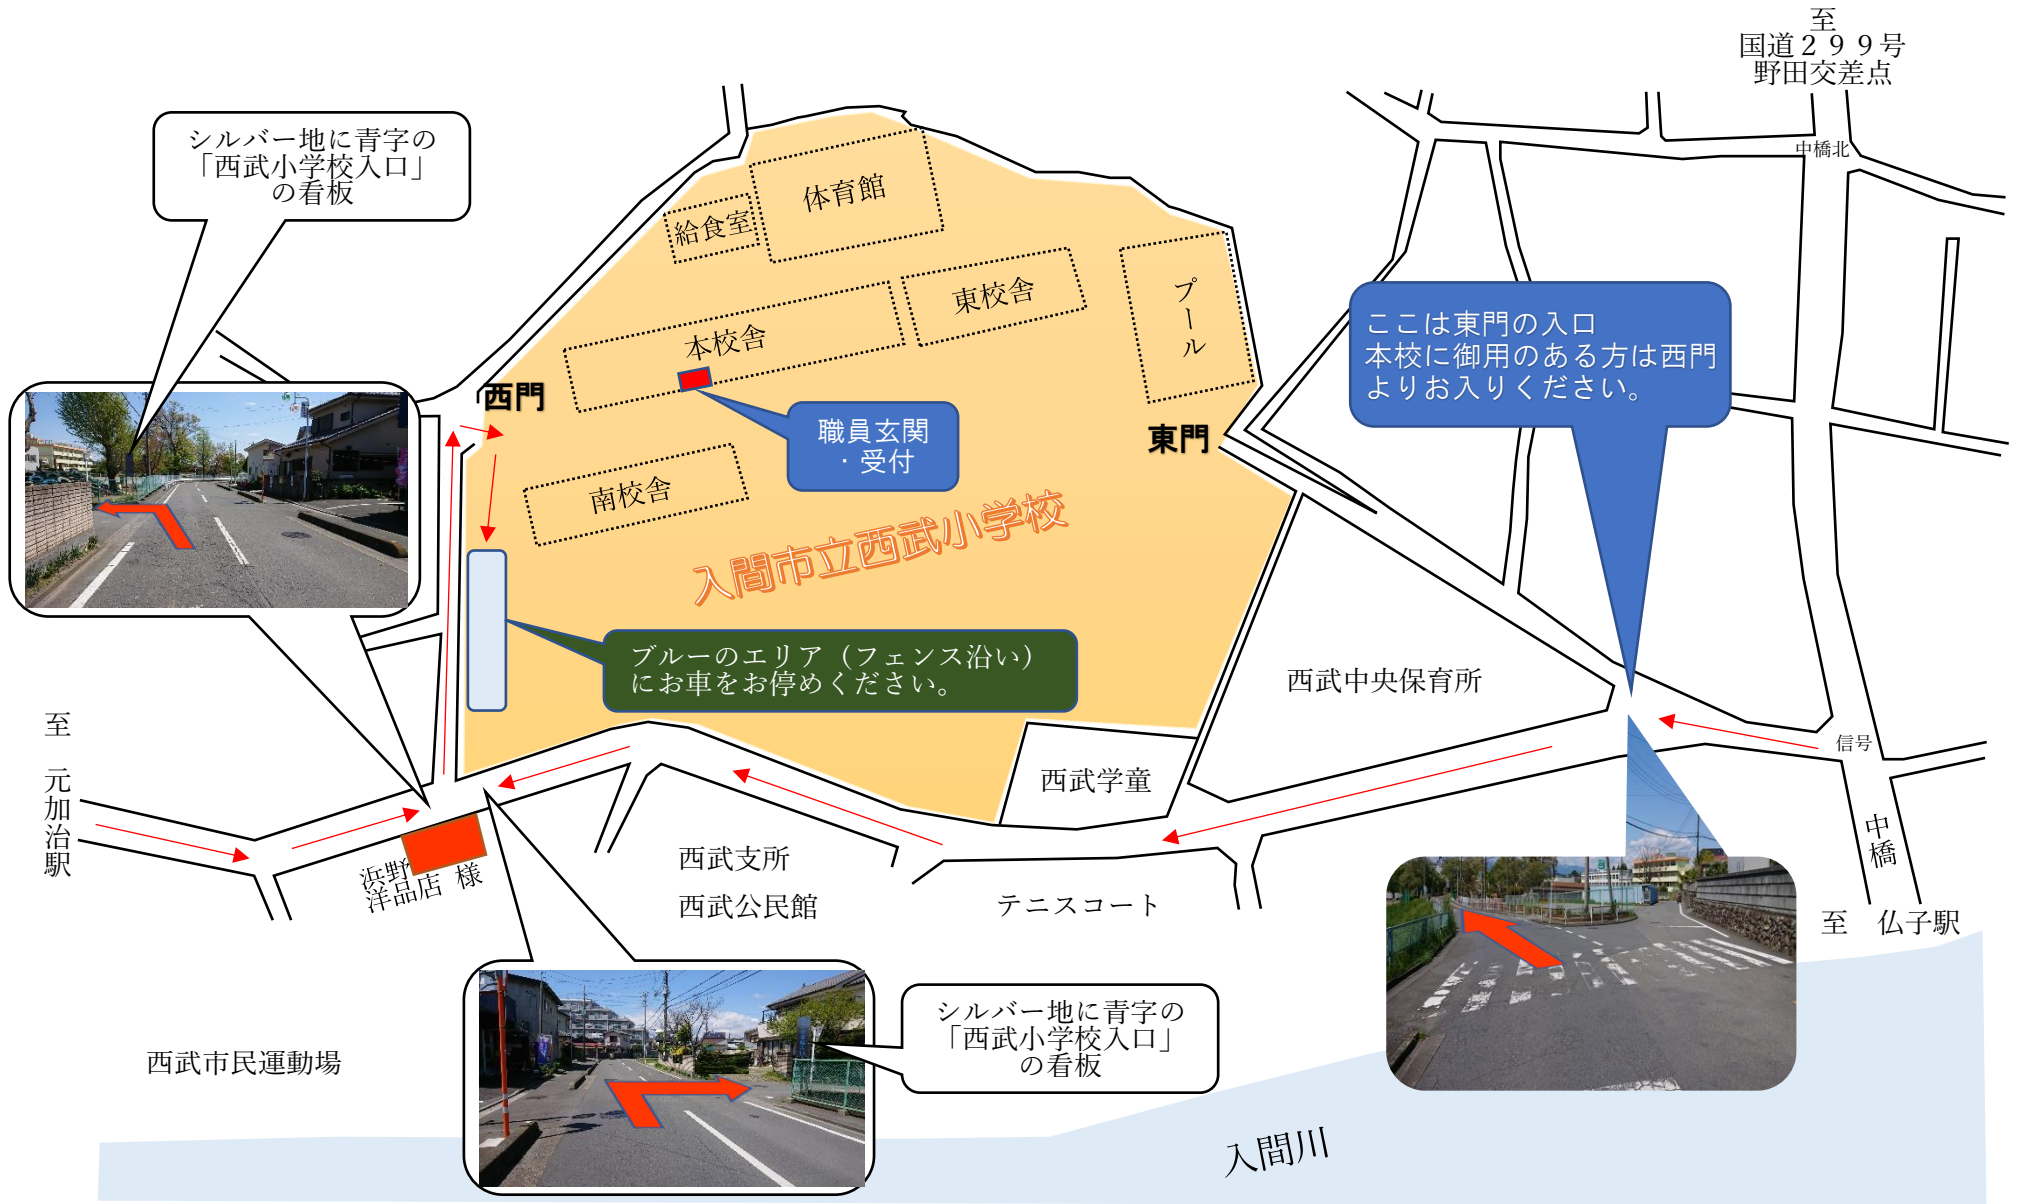 至
国道２９９号
野田交差点
中橋北
シルバー地に青字の
「西武小学校入口」
の看板
体育館
給食室
東校舎
プール
本校舎
西門
職員玄関
・受付
東門
南校舎
入間市立西武小学校
ここは東門の入口
本校に御用のある方は西門
よりお入りください。
ブルーのエリア（フェンス沿い）
にお車をお停めください。
西武中央保育所
至　元加治駅
信号
西武学童
中橋
浜野
洋品店 様
西武支所
西武公民館
テニスコート
至　仏子駅
シルバー地に青字の
「西武小学校入口」
の看板
西武市民運動場
入間川